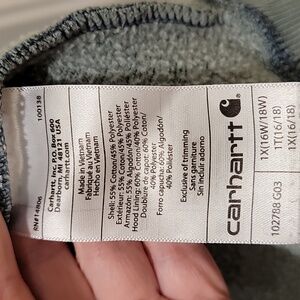 carhartt
102788 G03
1X(16W/18W)
1T(16/18)
1X(16/18)
Exclusive of trimming
Sans garniture
Sin incluir adorno
Shell: 55% Cotton/45% Polyester
Extérieur: 55% Coton/45% Polyester
Armazón: 55% Algodón/45% Poliéster
Hood Lining: 60% Cotton/40% Polyester
Doublure de Capot: 60% Coton/
40% Polyester
Forro capucha: 60% Algodón/
40% Poliéster
Made in Vietnam
Fabriqué en Vietnam
Hecho en Vietnam
Carhartt, Inc. P.O. Box 600
Dearborn, MI 48121 USA
carhartt.com
100138